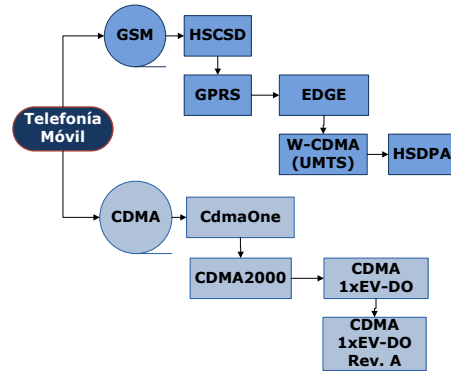 GSM
HSCSD
GPRS
EDGE
W-CDMA
(UMTS)
HSDPA
Telefonía
Móvil
CDMA
CdmaOne
CDMA2000
CDMA
1xEV-DO
CDMA
1xEV-DO
Rev. A